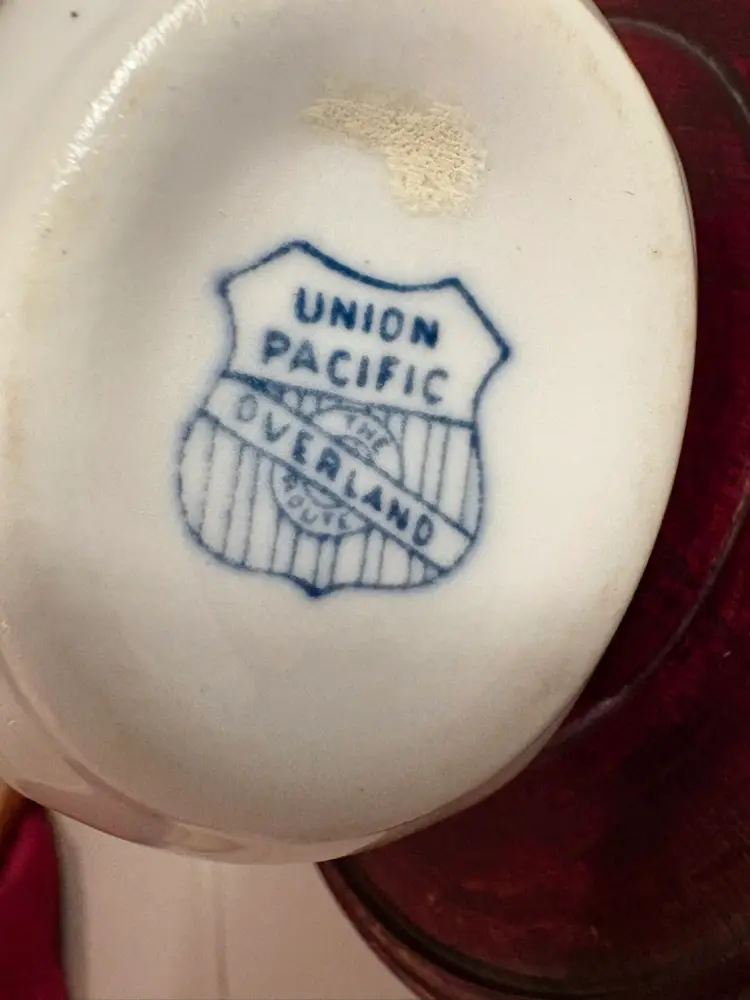 UNION
PACIFIC
THE
OVERLAND
ROUTE